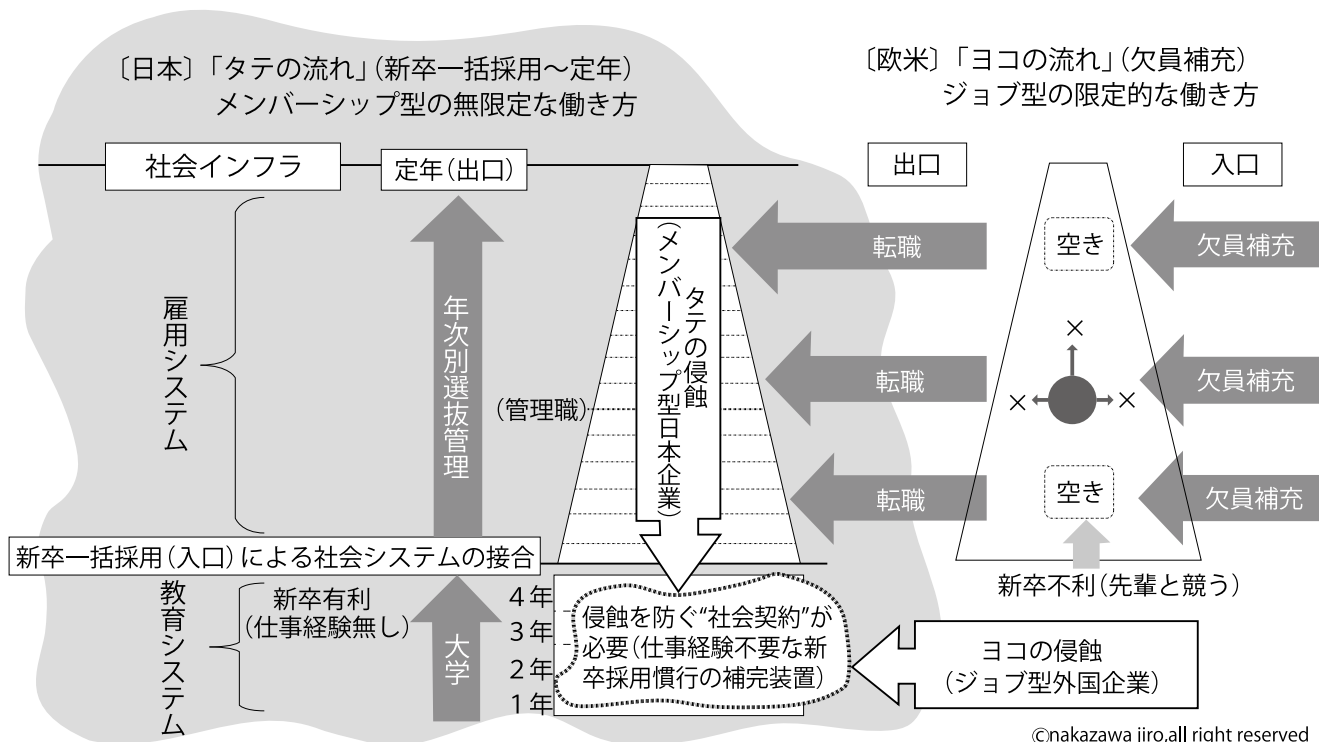 〔日本〕「タテの流れ」(新卒一括採用～定年)
メンバーシップ型の無限定な働き方
〔欧米〕「ヨコの流れ」(欠員補充)
ジョブ型の限定的な働き方
社会インフラ
定年(出口)
出口
入口
雇用システム
年次別選抜管理
(管理職)
タテの侵蝕
(メンバーシップ型日本企業)
転職
空き
欠員補充
×
転職
欠員補充
×
×
転職
空き
欠員補充
新卒一括採用(入口)による社会システムの接合
新卒不利(先輩と競う)
教育システム
新卒有利
(仕事経験無し)
大学
4年
3年
2年
1年
侵蝕を防ぐ“社会契約”が
必要(仕事経験不要な新
卒採用慣行の補完装置)
ヨコの侵蝕
(ジョブ型外国企業)
©nakazawa jiro,all right reserved